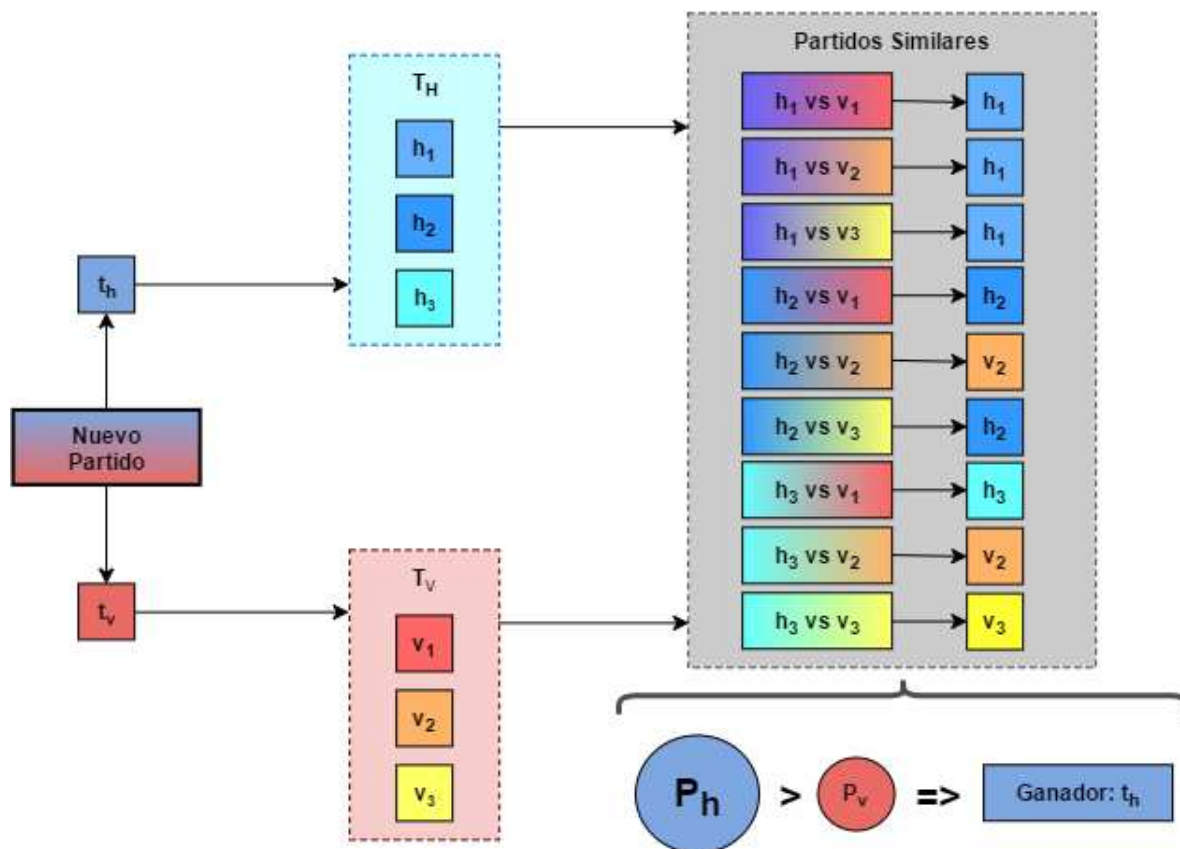 Partidos Similares
T_H
h_1
h_2
h_3
h_1 vs v_1
h_1
h_1 vs v_2
h_1
h_1 vs v_3
h_1
h_2 vs v_1
h_2
h_2 vs v_2
v_2
h_2 vs v_3
h_2
h_3 vs v_1
h_3
h_3 vs v_2
v_2
h_3 vs v_3
v_3
t_h
Nuevo
Partido
t_v
T_v
v_1
v_2
v_3
P_h > P_v => Ganador: t_h